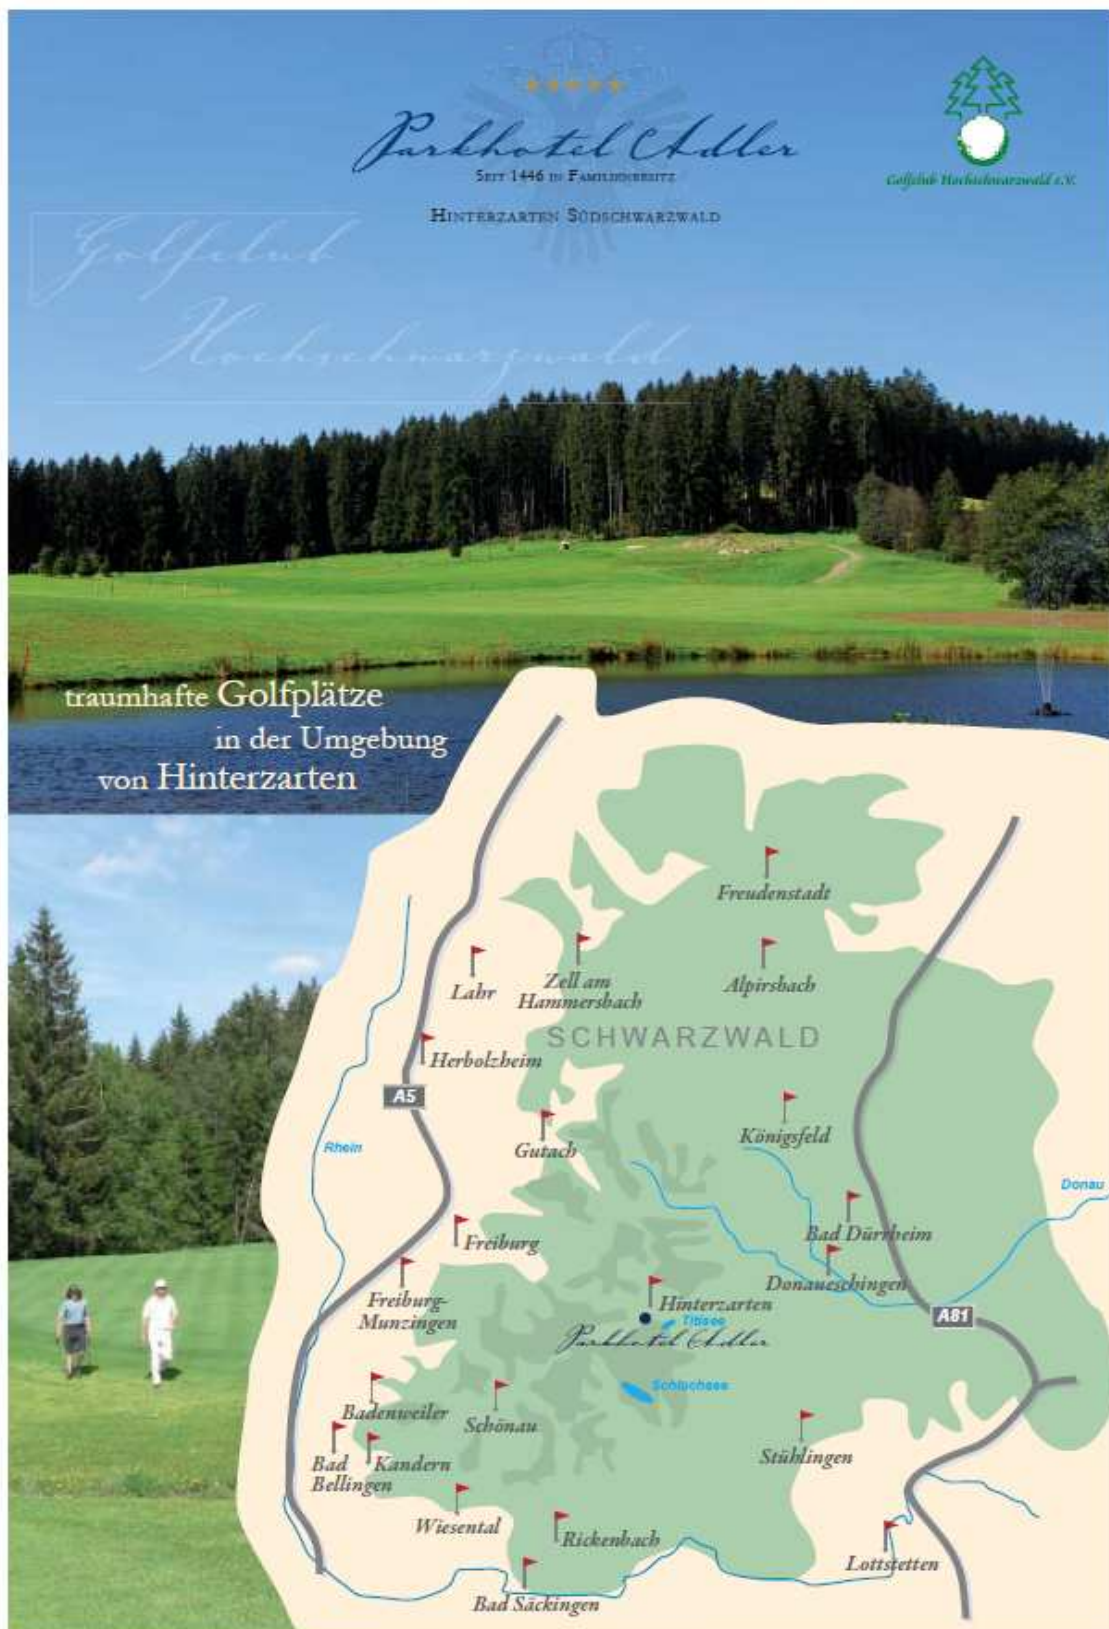 Parkhotel Adler
SEIT 1446 IN FAMILIENBESITZ
HINTERZARTEN SÜDSCHWARZWALD
Golfclub Hochschwarzwald e.V.
Golfclub
Hochschwarzwald
traumhafte Golfplätze
in der Umgebung
von Hinterzarten
Freudenstadt
Lahr
Zell am
Hammersbach
Alpirsbach
SCHWARZWALD
Herbolzheim
A5
Rhein
Gutach
Königsfeld
Donau
Freiburg
Bad Dürrheim
Donaueschingen
Freiburg-
Munzingen
Hinterzarten
Titisee
Parkhotel Adler
A81
Schluchsee
Badenweiler
Schönau
Bad
Bellingen
Kandern
Stühlingen
Wiesental
Rickenbach
Lottstetten
Bad Säckingen